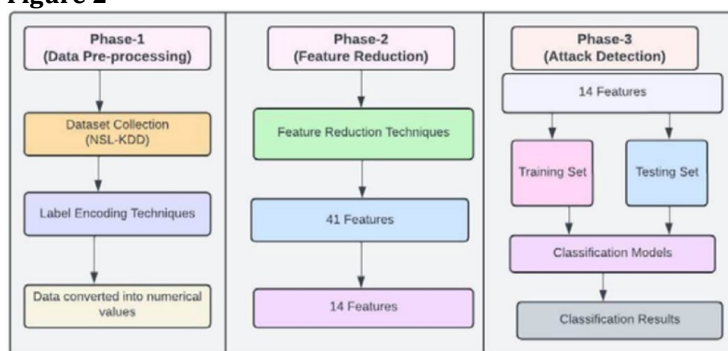 Figure 2
Phase-1
(Data Pre-processing)
Dataset Collection
(NSL-KDD)
Label Encoding Techniques
Data converted into numerical
values
Phase-2
(Feature Reduction)
Feature Reduction Techniques
41 Features
14 Features
Phase-3
(Attack Detection)
14 Features
Training Set
Testing Set
Classification Models
Classification Results